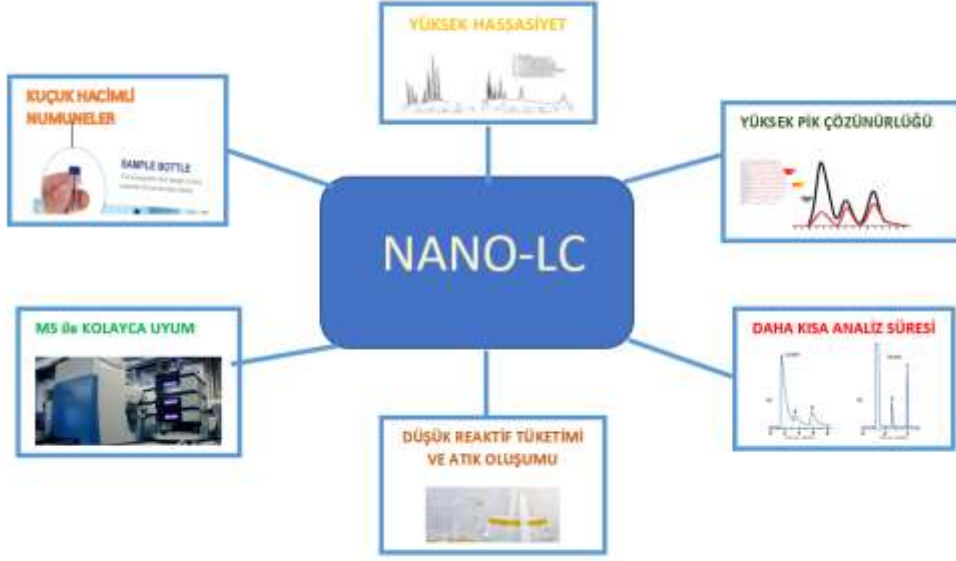 YÜKSEK HASSASİYET
KUÇUK HACIMLI
NUMUNELER
SAMPLE BOTTLE
YÜKSEK PİK ÇÖZÜNÜRLÜĞÜ
NANO-LC
MS ile KOLAYCA UYUM
DAHA KISA ANALİZ SÜRESİ
DÜŞÜK REAKTİF TÜKETİMİ
VE ATIK OLUŞUMU